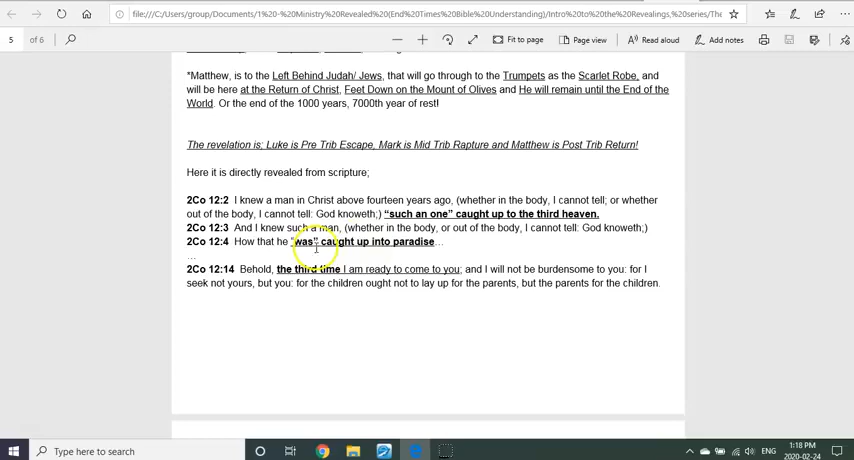 file:///C:/Users/group/Documents/1%20-%20Ministry%20Revealed%20(End%20Times%20Bible%20Understanding)/Intro%20to%20the%20Revealings,%20series/The
5 of 6 Fit to page Page view Read aloud Add notes
*Matthew, is to the Left Behind Judah/ Jews, that will go through to the Trumpets as the Scarlet Robe, and
will be here at the Return of Christ, Feet Down on the Mount of Olives and He will remain until the End of the
World. Or the end of the 1000 years, 7000th year of rest!
The revelation is: Luke is Pre Trib Escape, Mark is Mid Trib Rapture and Matthew is Post Trib Return!
Here it is directly revealed from scripture;
2Co 12:2 I knew a man in Christ above fourteen years ago, (whether in the body, I cannot tell; or whether
out of the body, I cannot tell: God knoweth;) "such an one" caught up to the third heaven.
2Co 12:3 And I knew such a man, (whether in the body, or out of the body, I cannot tell: God knoweth;)
2Co 12:4 How that he "was" caught up into paradise...
...
2Co 12:14 Behold, the third time I am ready to come to you; and I will not be burdensome to you: for I
seek not yours, but you: for the children ought not to lay up for the parents, but the parents for the children.
Type here to search
ENG
1:18 PM
2020-02-24